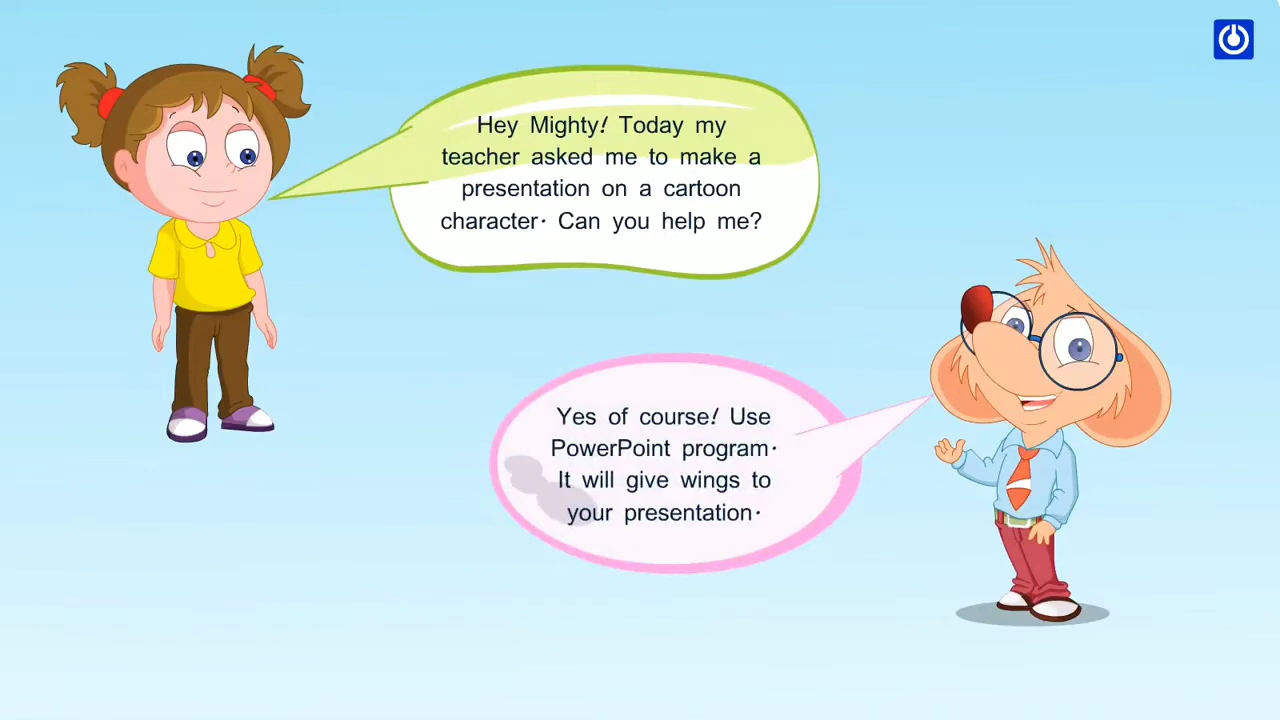 Hey Mighty! Today my
teacher asked me to make a
presentation on a cartoon
character. Can you help me?
Yes of course! Use
PowerPoint program.
It will give wings to
your presentation.